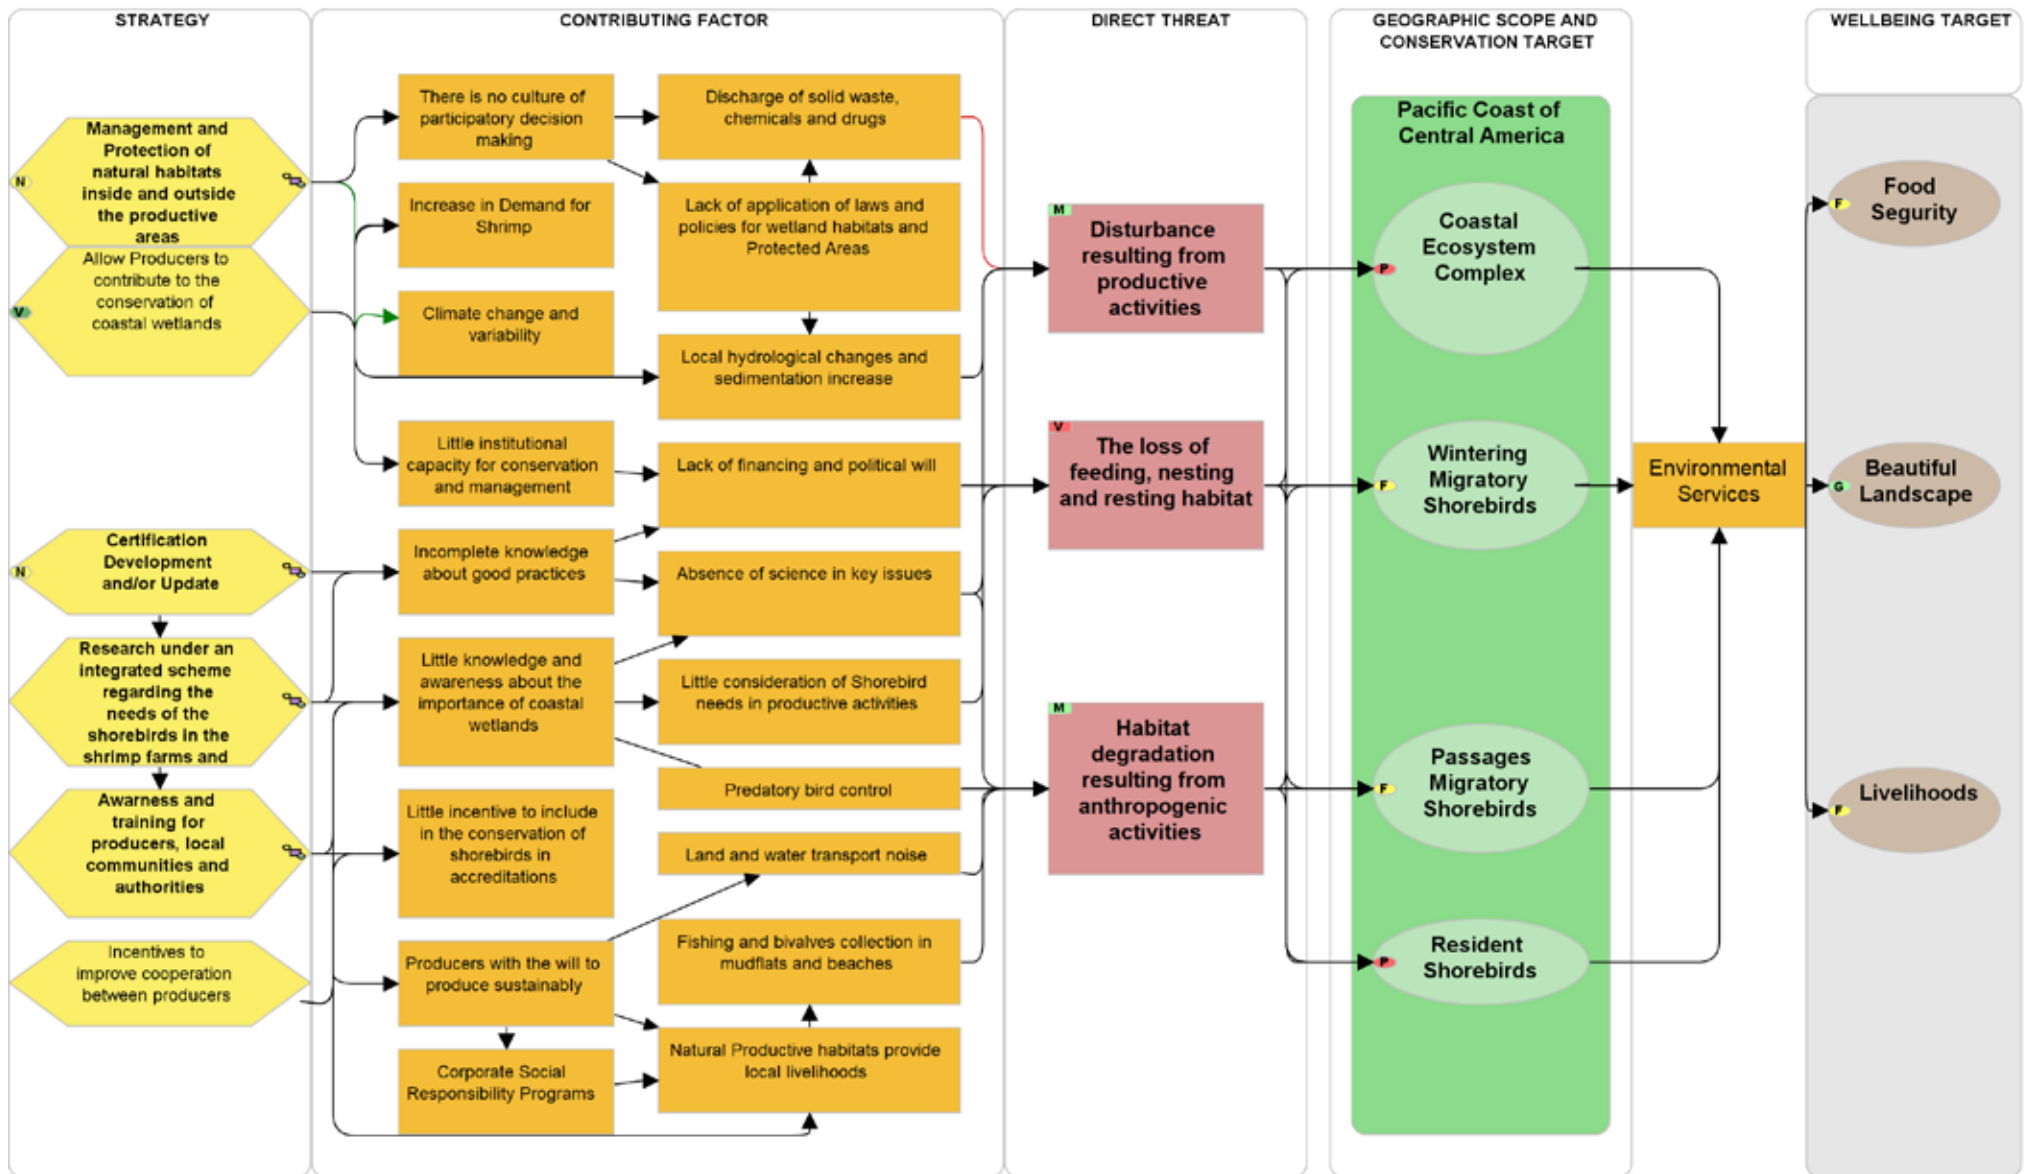 STRATEGY
CONTRIBUTING FACTOR
DIRECT THREAT
GEOGRAPHIC SCOPE AND
CONSERVATION TARGET
WELLBEING TARGET
Management and
Protection of
natural habitats
inside and outside
the productive
areas
N
Allow Producers to
contribute to the
conservation of
coastal wetlands
V
Certification
Development
and/or Update
N
Research under an
integrated scheme
regarding the
needs of the
shorebirds in the
shrimp farms and
Awarness and
training for
producers, local
communities and
authorities
Incentives to
improve cooperation
between producers
There is no culture of
participatory decision
making
Increase in Demand for
Shrimp
Climate change and
variability
Little institutional
capacity for conservation
and management
Incomplete knowledge
about good practices
Little knowledge and
awareness about the
importance of coastal
wetlands
Little incentive to include
in the conservation of
shorebirds in
accreditations
Producers with the will to
produce sustainably
Corporate Social
Responsibility Programs
Discharge of solid waste,
chemicals and drugs
Lack of application of laws and
policies for wetland habitats and
Protected Areas
Local hydrological changes and
sedimentation increase
Lack of financing and political will
Absence of science in key issues
Little consideration of Shorebird
needs in productive activities
Predatory bird control
Land and water transport noise
Fishing and bivalves collection in
mudflats and beaches
Natural Productive habitats provide
local livelihoods
M
Disturbance
resulting from
productive
activities
V
The loss of
feeding, nesting
and resting habitat
M
Habitat
degradation
resulting from
anthropogenic
activities
Pacific Coast of
Central America
Coastal
Ecosystem
Complex
P
Wintering
Migratory
Shorebirds
F
Passages
Migratory
Shorebirds
F
Resident
Shorebirds
P
Environmental
Services
Food
Segurity
F
Beautiful
Landscape
G
Livelihoods
F